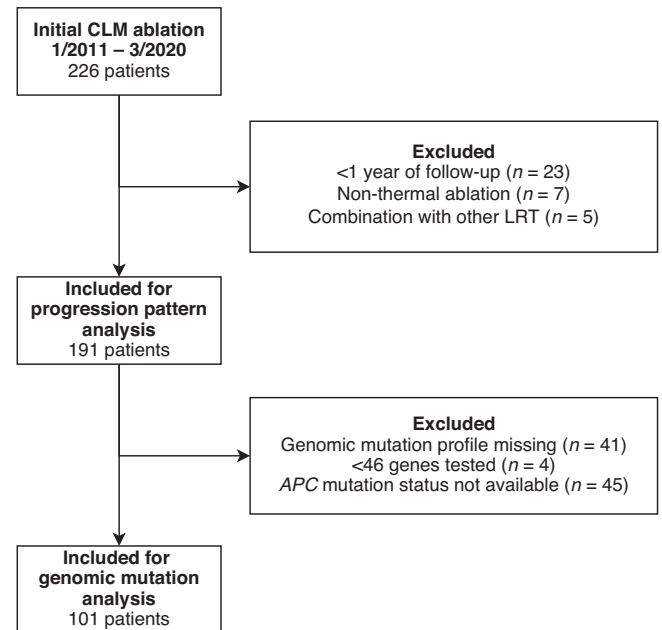 Initial CLM ablation
1/2011 – 3/2020
226 patients
Excluded
<1 year of follow-up (n = 23)
Non-thermal ablation (n = 7)
Combination with other LRT (n = 5)
Included for
progression pattern
analysis
191 patients
Excluded
Genomic mutation profile missing (n = 41)
<46 genes tested (n = 4)
APC mutation status not available (n = 45)
Included for
genomic mutation
analysis
101 patients